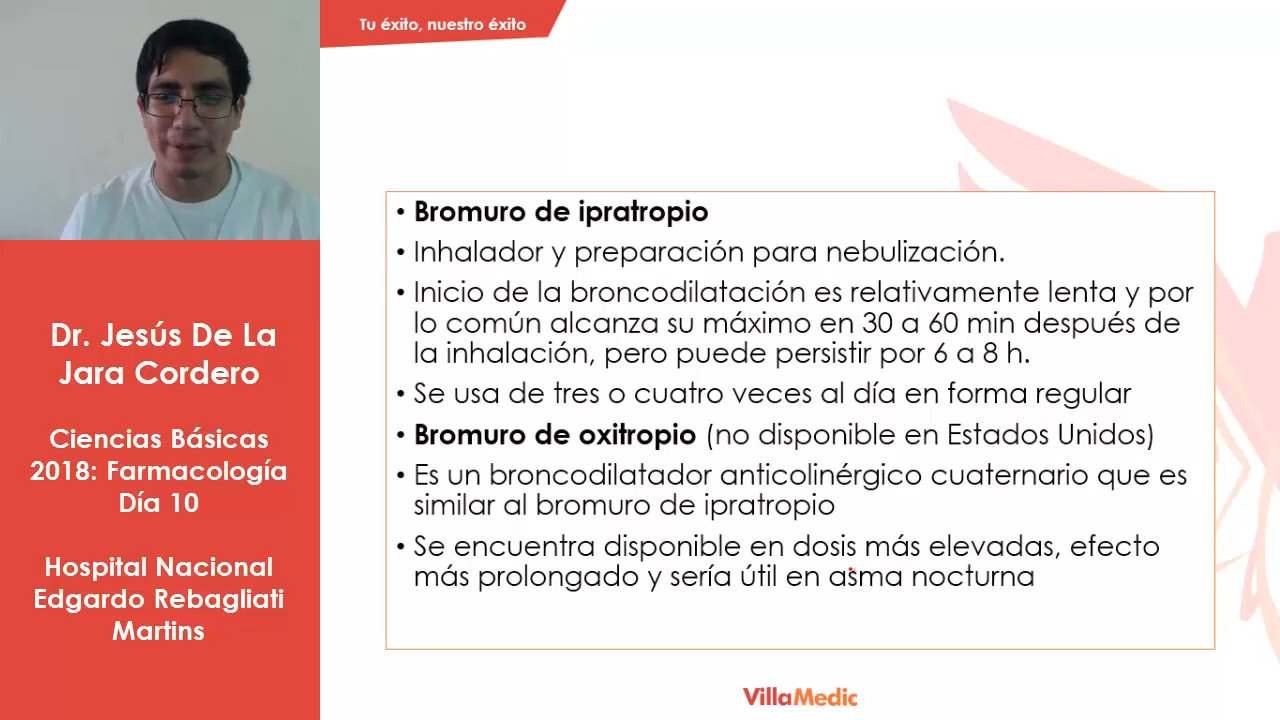 Tu éxito, nuestro éxito
Dr. Jesús De La
Jara Cordero
Ciencias Básicas
2018: Farmacología
Día 10
Hospital Nacional
Edgardo Rebagliati
Martins
• Bromuro de ipratropio
• Inhalador y preparación para nebulización.
• Inicio de la broncodilatación es relativamente lenta y por
lo común alcanza su máximo en 30 a 60 min después de
la inhalación, pero puede persistir por 6 a 8 h.
• Se usa de tres o cuatro veces al día en forma regular
• Bromuro de oxitropio (no disponible en Estados Unidos)
• Es un broncodilatador anticolinérgico cuaternario que es
similar al bromuro de ipratropio
• Se encuentra disponible en dosis más elevadas, efecto
más prolongado y sería útil en asma nocturna
VillaMedic